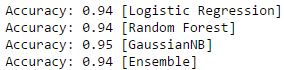 Accuracy: 0.94 [Logistic Regression]
Accuracy: 0.94 [Random Forest]
Accuracy: 0.95 [GaussianNB]
Accuracy: 0.94 [Ensemble]